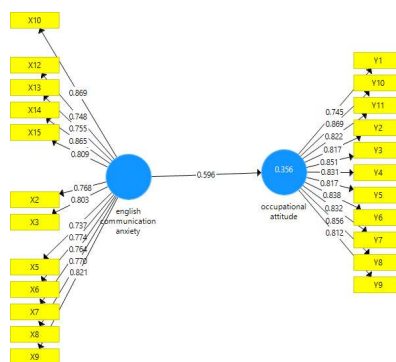 X10
X12
X13
X14
X15
X2
X3
X5
X6
X7
X8
X9
0.869
0.748
0.755
0.865
0.809
0.768
0.803
0.737
0.774
0.764
0.770
0.821
english
communication
anxiety
0.596
0.356
occupational
attitude
0.745
0.869
0.822
0.817
0.851
0.831
0.817
0.838
0.832
0.856
0.812
Y1
Y10
Y11
Y2
Y3
Y4
Y5
Y6
Y7
Y8
Y9